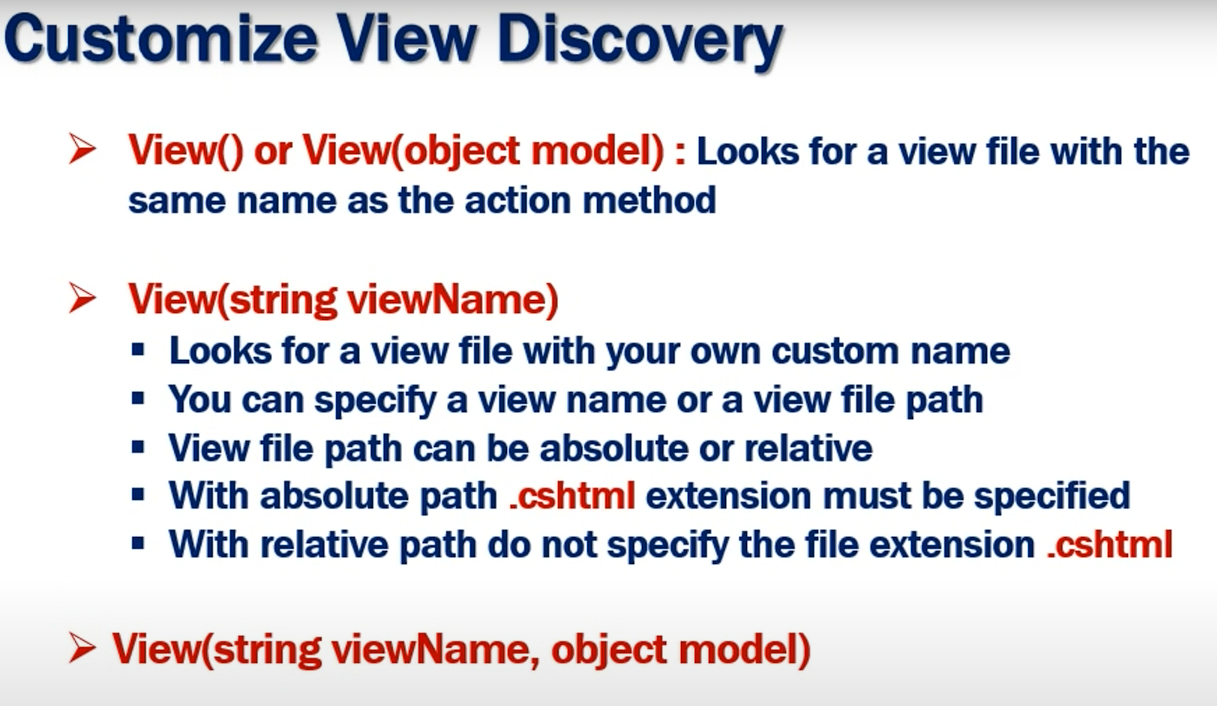 Customize View Discovery
View() or View(object model) : Looks for a view file with the
same name as the action method
View(string viewName)
Looks for a view file with your own custom name
You can specify a view name or a view file path
View file path can be absolute or relative
With absolute path .cshtml extension must be specified
With relative path do not specify the file extension .cshtml
View(string viewName, object model)